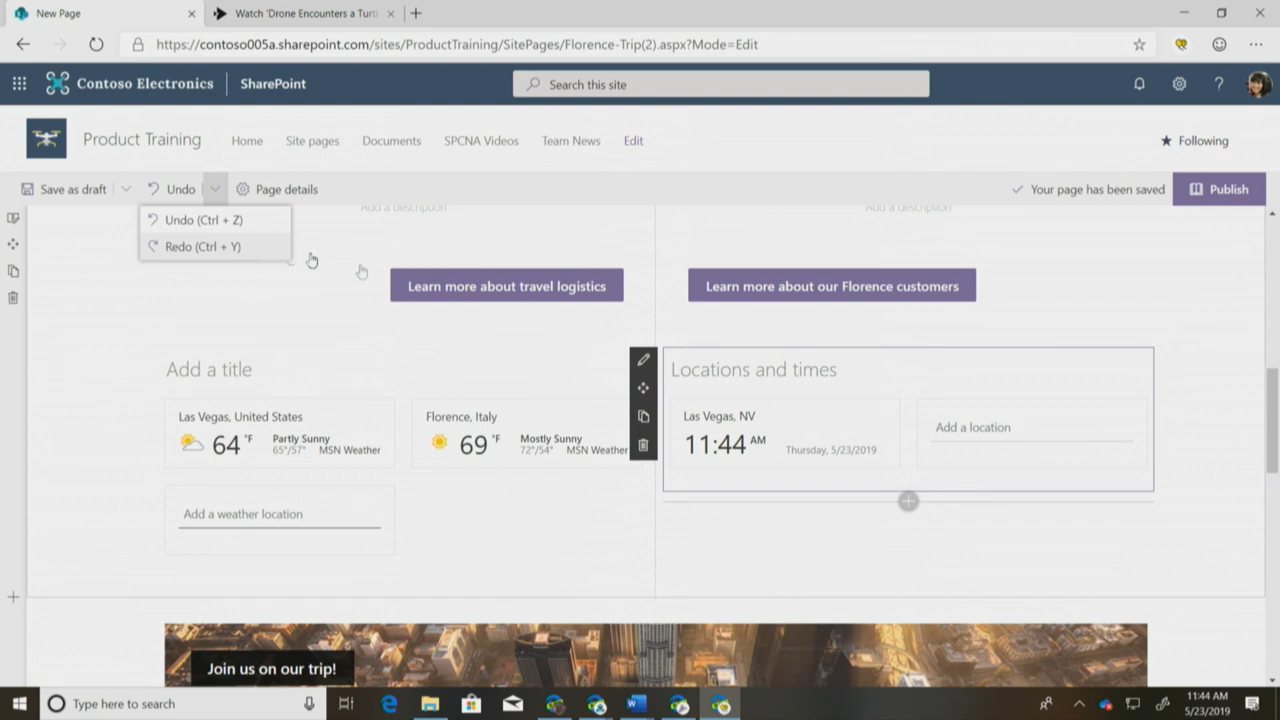 New Page
Watch 'Drone Encounters a Turtl
https://contoso005a.sharepoint.com/sites/ProductTraining/SitePages/Florence-Trip(2).aspx?Mode=Edit
Contoso Electronics
SharePoint
Search this site
Product Training
Home
Site pages
Documents
SPCNA Videos
Team News
Edit
Following
Save as draft
Undo
Page details
Your page has been saved
Publish
Undo (Ctrl + Z)
Redo (Ctrl + Y)
Add a description
Add a description
Learn more about travel logistics
Learn more about our Florence customers
Add a title
Las Vegas, United States
64 °F
Partly Sunny
65°/57° MSN Weather
Florence, Italy
69 °F
Mostly Sunny
72°/54° MSN Weather
Add a weather location
Locations and times
Las Vegas, NV
11:44 AM
Thursday, 5/23/2019
Add a location
Join us on our trip!
Type here to search
11:44 AM
5/23/2019